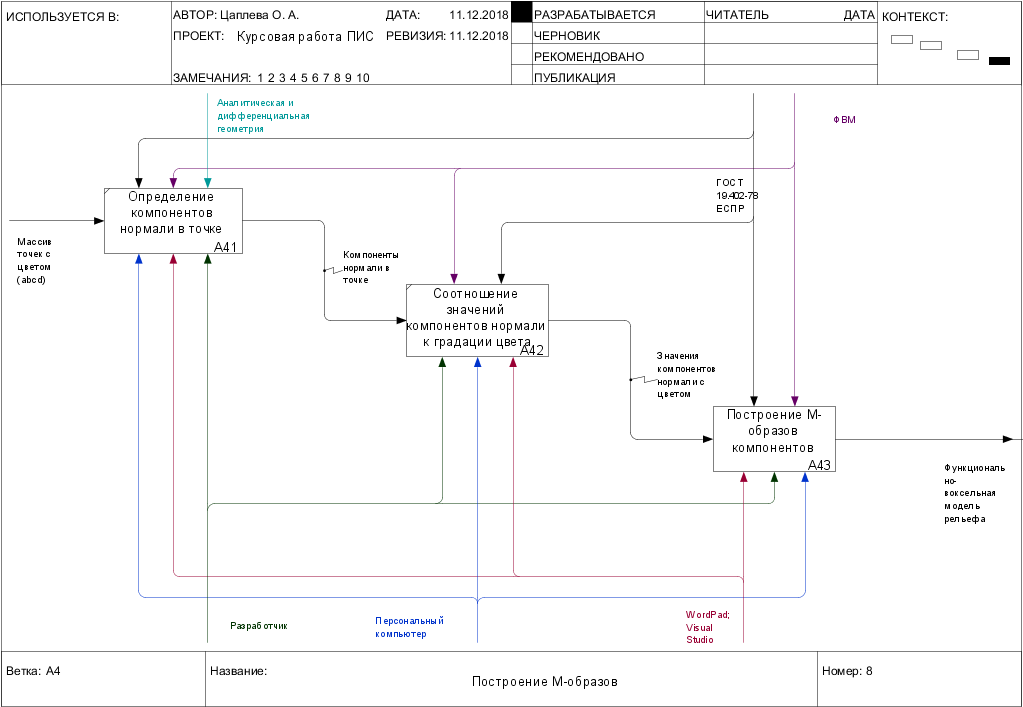 ИСПОЛЬЗУЕТСЯ В:
АВТОР: Цаплева О. А.
ДАТА: 11.12.2018
РАЗРАБАТЫВАЕТСЯ
ЧИТАТЕЛЬ
ДАТА
КОНТЕКСТ:
ПРОЕКТ: Курсовая работа ПИС
РЕВИЗИЯ: 11.12.2018
ЧЕРНОВИК
РЕКОМЕНДОВАНО
ЗАМЕЧАНИЯ: 1 2 3 4 5 6 7 8 9 10
ПУБЛИКАЦИЯ
Аналитическая и
дифференциальная
геометрия
ФВМ
ГОСТ
19.402-78
ЕСПР
Определение
компонентов
нормали в точке
A41
Массив
точек с
цветом
(abcd)
Компоненты
нормали в
точке
Соотношение
значений
компонентов нормали
к градации цвета
A42
Значения
компонентов
нормали с
цветом
Построение М-
образов
компонентов
A43
Функциональ
но-
воксельная
модель
рельефа
Разработчик
Персональный
компьютер
WordPad;
Visual
Studio
Ветка: A4
Название:
Построение М-образов
Номер: 8